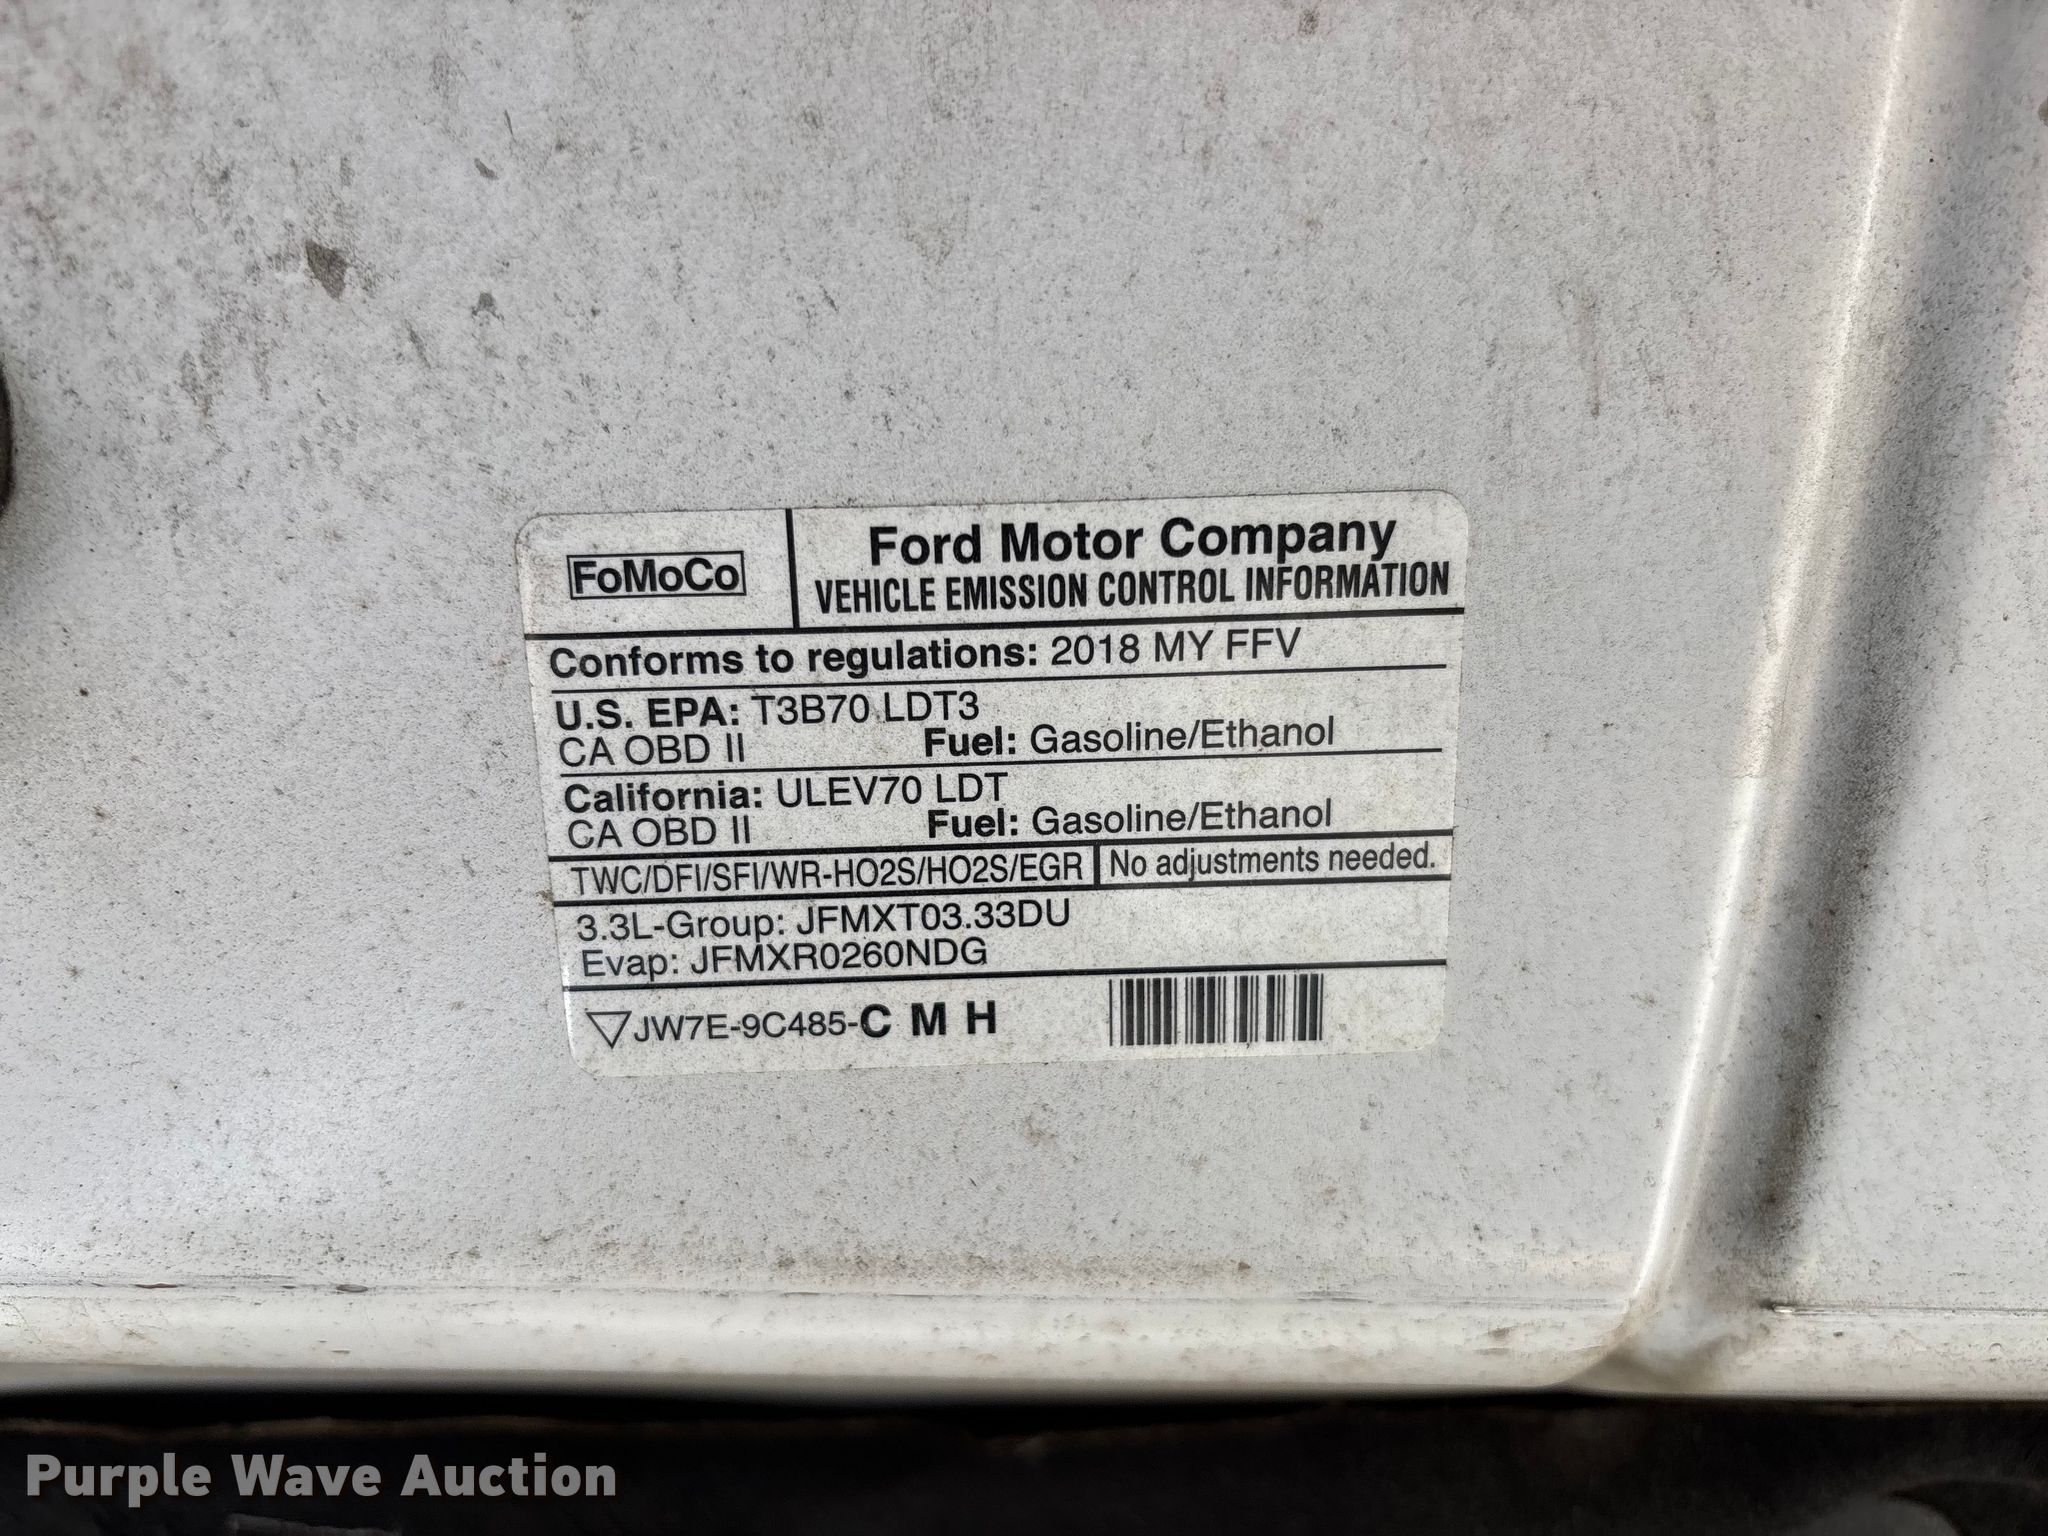 FoMoCo
Ford Motor Company
VEHICLE EMISSION CONTROL INFORMATION
Conforms to regulations: 2018 MY FFV
U.S. EPA: T3B70 LDT3
CA OBD II Fuel: Gasoline/Ethanol
California: ULEV70 LDT
CA OBD II Fuel: Gasoline/Ethanol
TWC/DFI/SFI/WR-HO2S/HO2S/EGR No adjustments needed.
3.3L-Group: JFMXT03.33DU
Evap: JFMXR0260NDG
JW7E-9C485-C M H
Purple Wave Auction